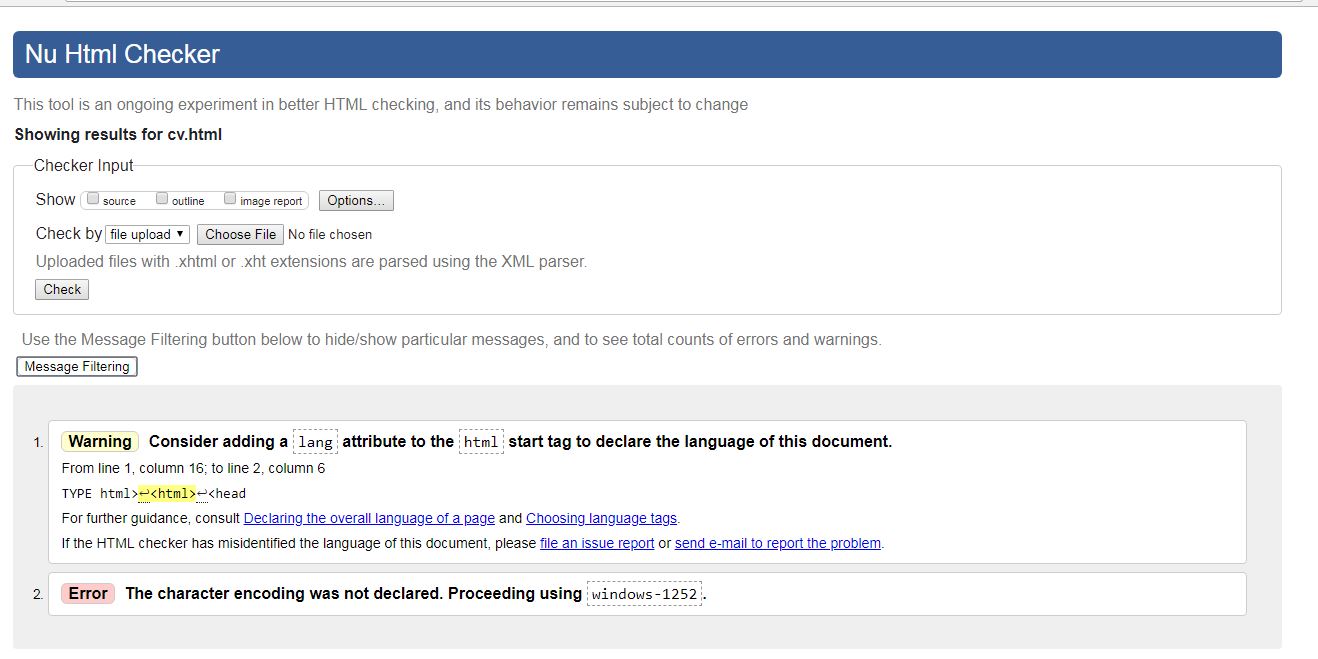 Nu Html Checker
This tool is an ongoing experiment in better HTML checking, and its behavior remains subject to change
Showing results for cv.html
Checker Input
Show source outline image report Options...
Check by file upload ▼ Choose File No file chosen
Uploaded files with .xhtml or .xht extensions are parsed using the XML parser.
Check
Use the Message Filtering button below to hide/show particular messages, and to see total counts of errors and warnings.
Message Filtering
1. Warning Consider adding a lang attribute to the html start tag to declare the language of this document.
From line 1, column 16; to line 2, column 6
TYPE html>↩<html>↩<head
For further guidance, consult Declaring the overall language of a page and Choosing language tags.
If the HTML checker has misidentified the language of this document, please file an issue report or send e-mail to report the problem.
2. Error The character encoding was not declared. Proceeding using windows-1252.